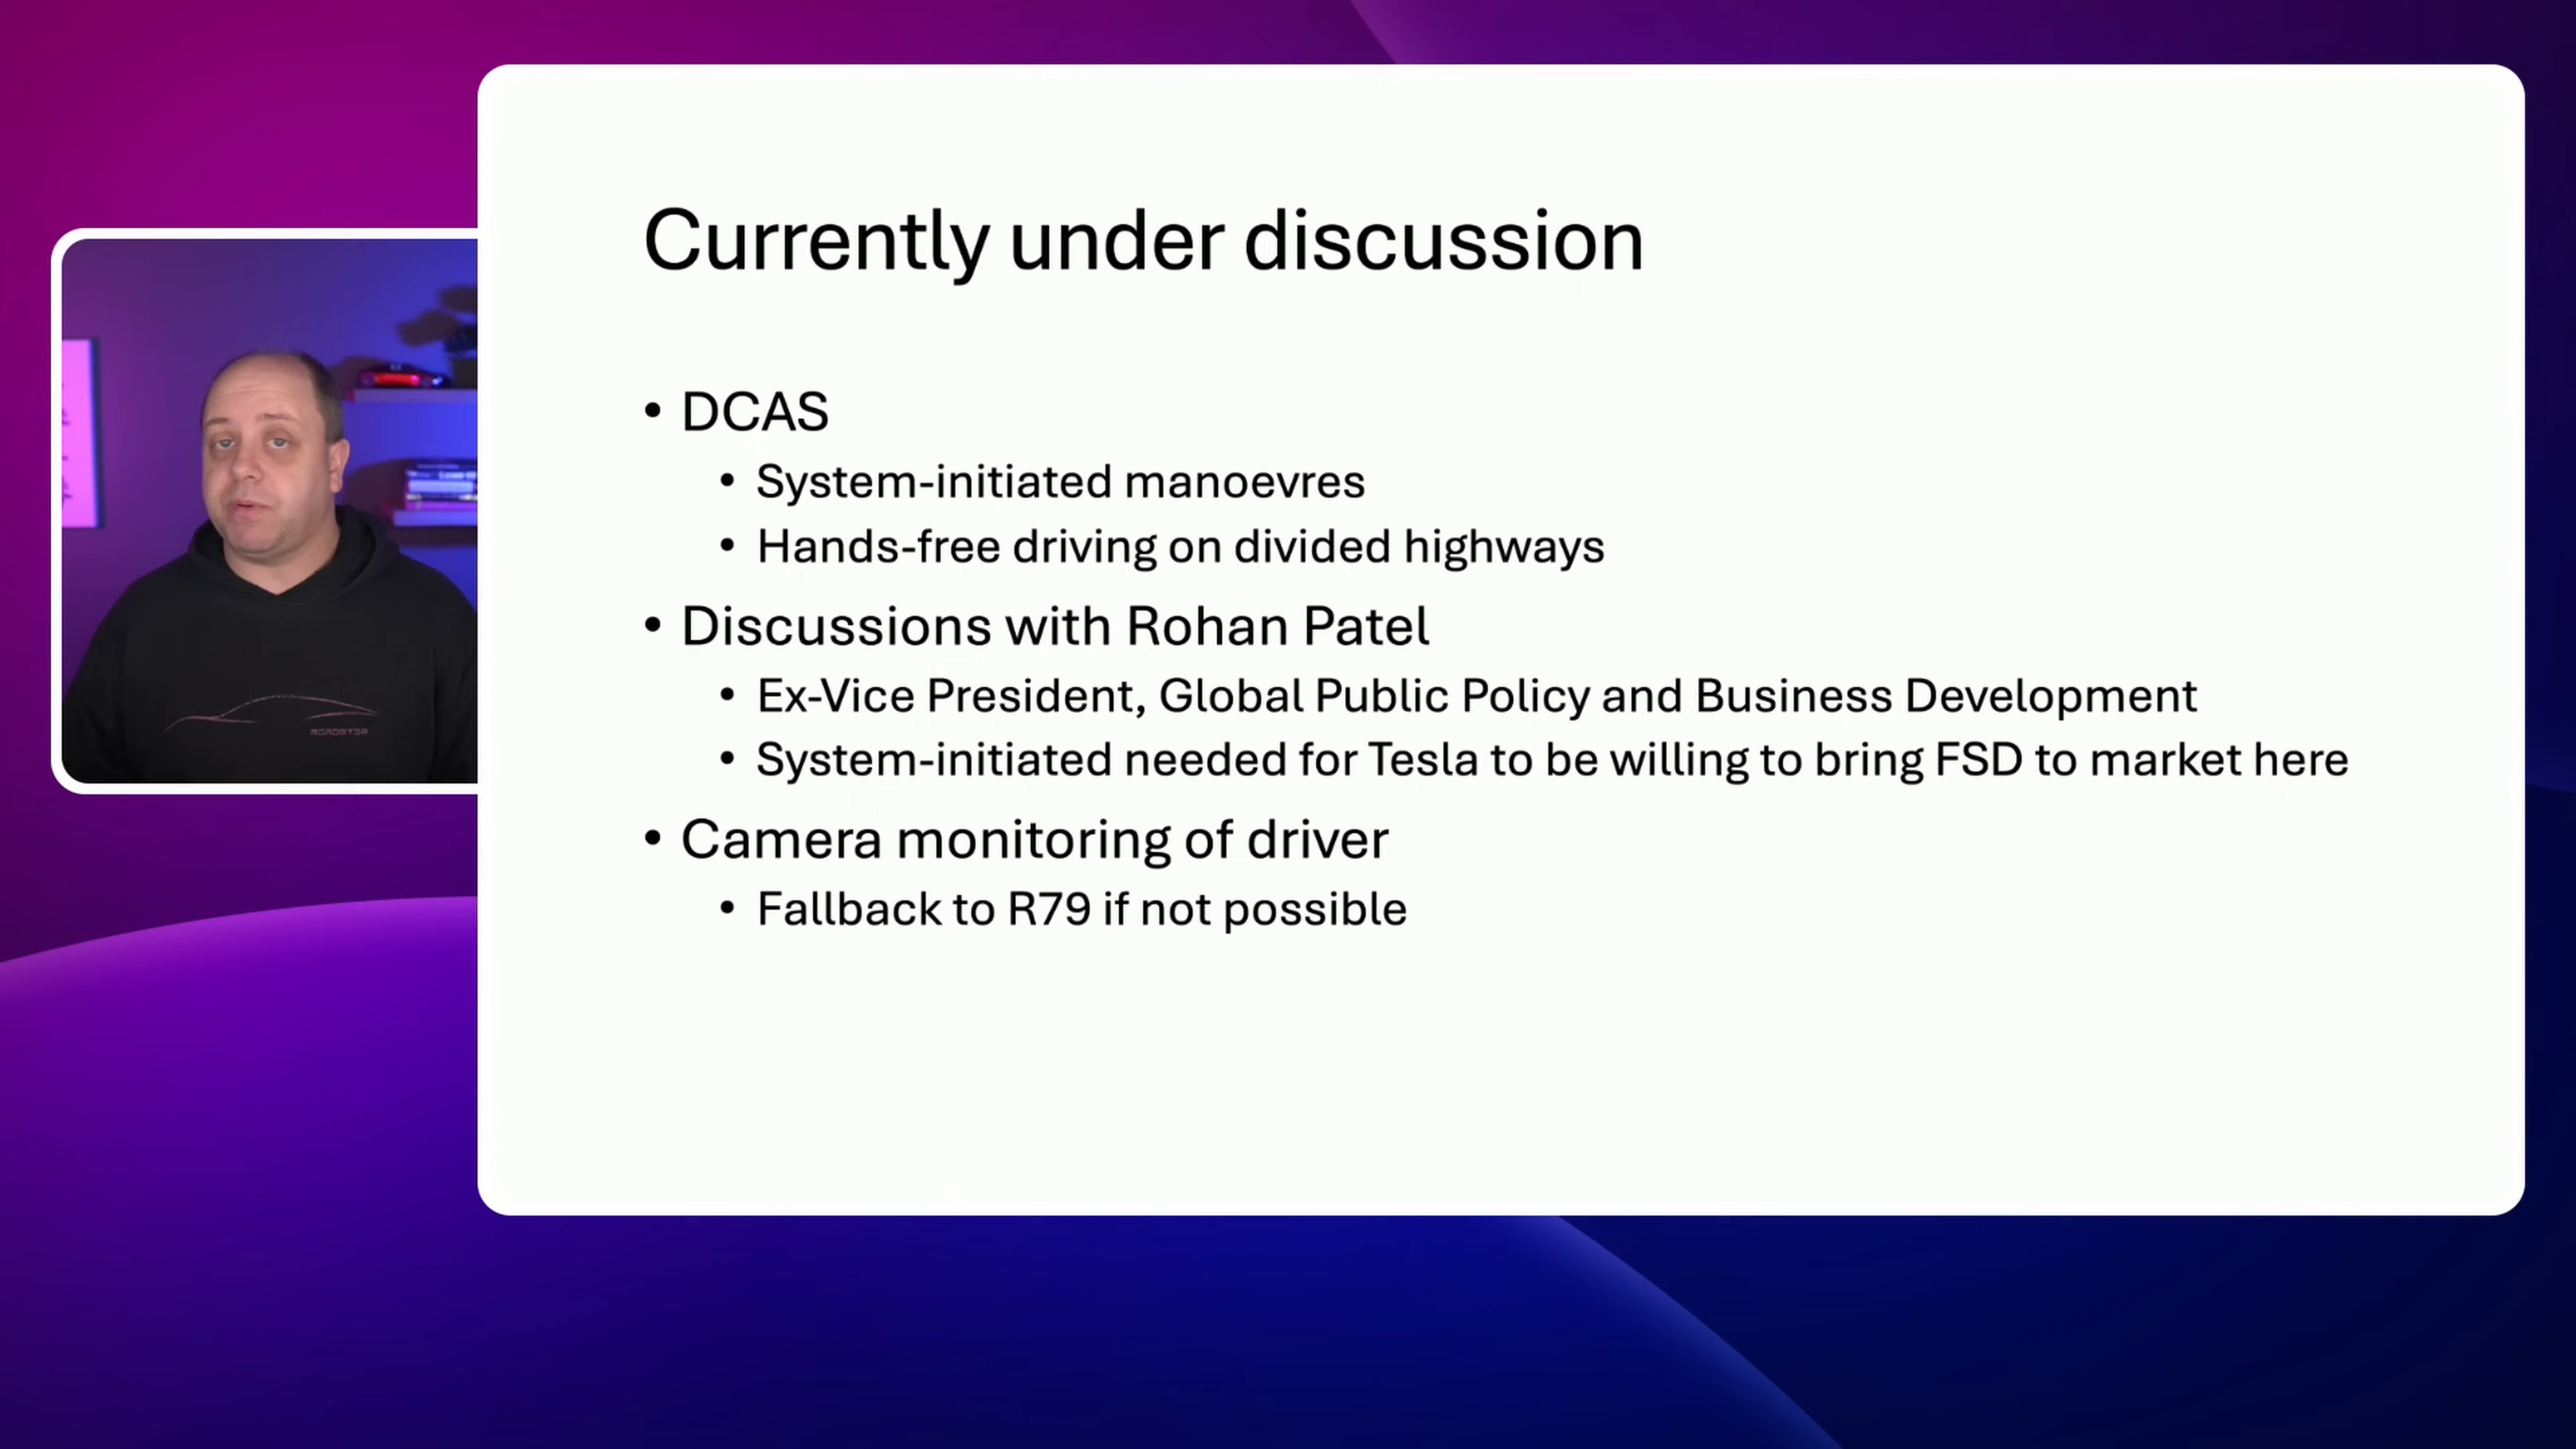 Currently under discussion
• DCAS
• System-initiated manoevres
• Hands-free driving on divided highways
• Discussions with Rohan Patel
• Ex-Vice President, Global Public Policy and Business Development
• System-initiated needed for Tesla to be willing to bring FSD to market here
• Camera monitoring of driver
• Fallback to R79 if not possible
ROADSTER